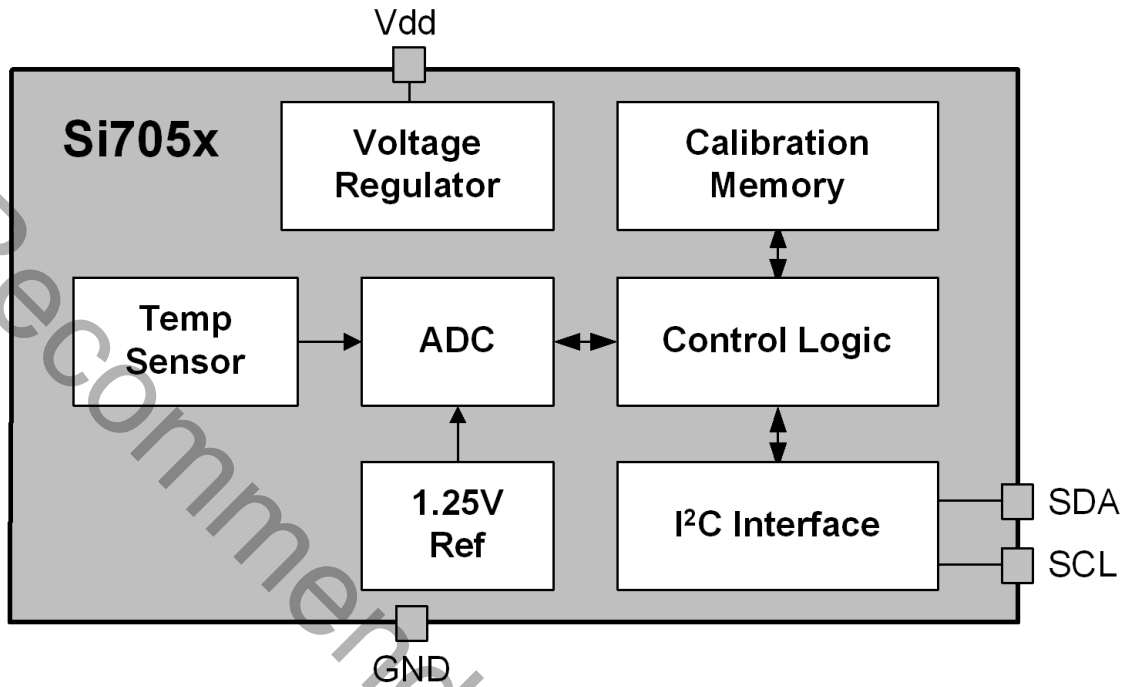 Vdd
Si705x
Voltage
Regulator
Calibration
Memory
Temp
Sensor
ADC
Control Logic
1.25V
Ref
I²C Interface
SDA
SCL
GND